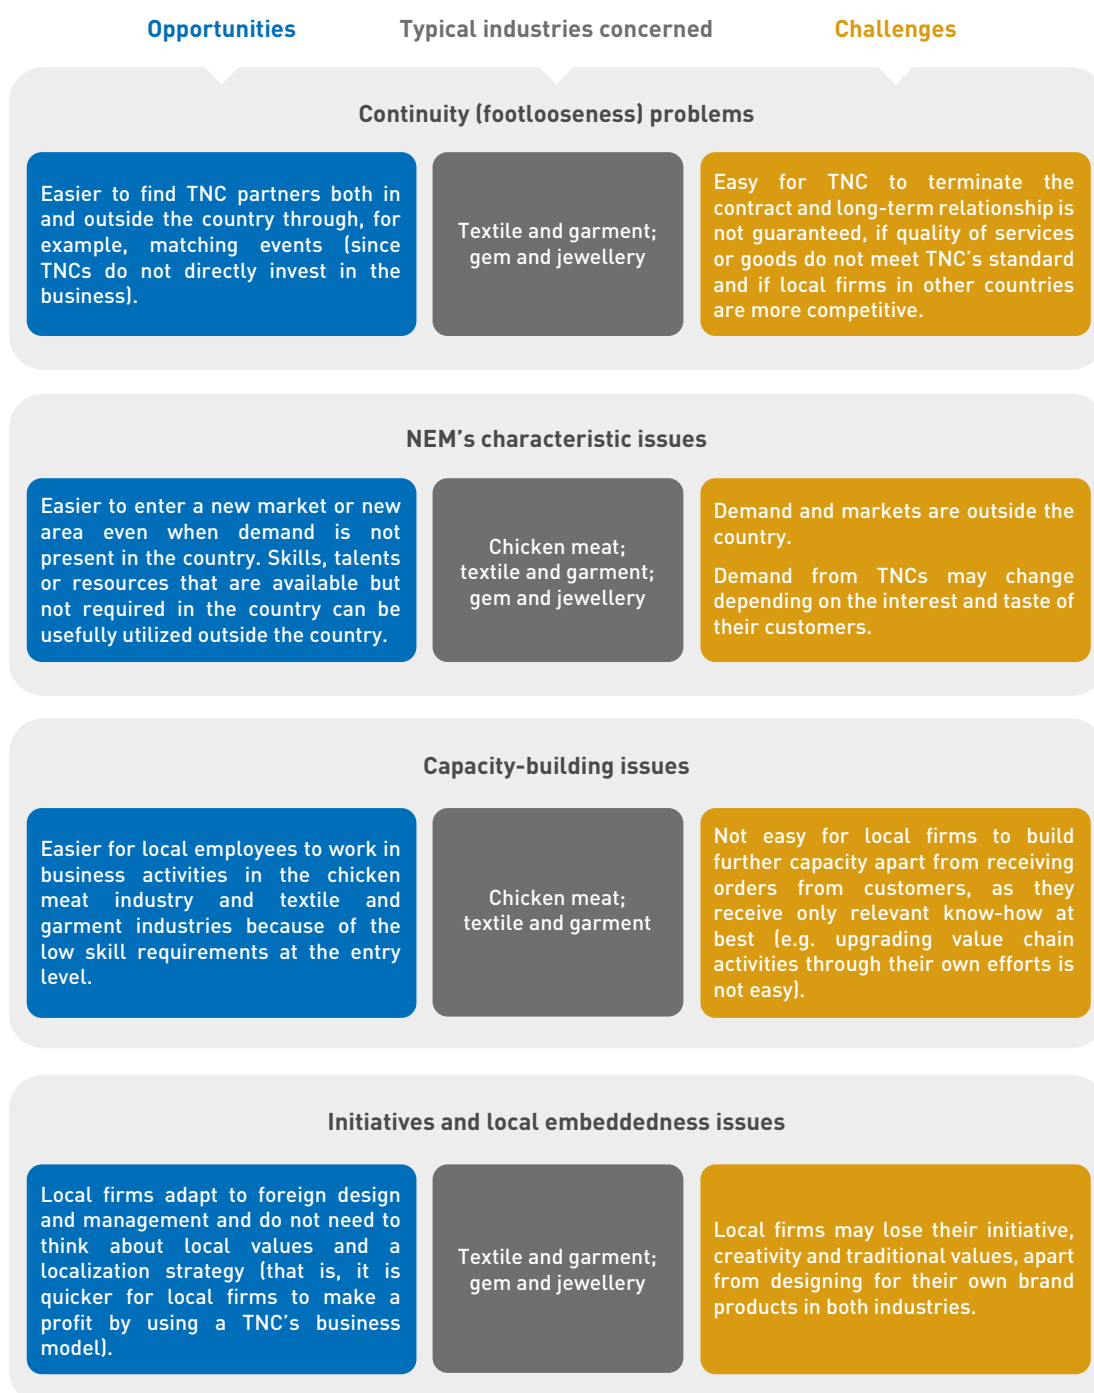 Opportunities
Typical industries concerned
Challenges
Continuity (footlooseness) problems
Easier to find TNC partners both in
and outside the country through, for
example, matching events (since
TNCs do not directly invest in the
business).
Textile and garment;
gem and jewellery
Easy for TNC to terminate the
contract and long-term relationship is
not guaranteed, if quality of services
or goods do not meet TNC's standard
and if local firms in other countries
are more competitive.
NEM's characteristic issues
Easier to enter a new market or new
area even when demand is not
present in the country. Skills, talents
or resources that are available but
not required in the country can be
usefully utilized outside the country.
Chicken meat;
textile and garment;
gem and jewellery
Demand and markets are outside the
country.
Demand from TNCs may change
depending on the interest and taste of
their customers.
Capacity-building issues
Easier for local employees to work in
business activities in the chicken
meat industry and textile and
garment industries because of the
low skill requirements at the entry
level.
Chicken meat;
textile and garment
Not easy for local firms to build
further capacity apart from receiving
orders from customers, as they
receive only relevant know-how at
best (e.g. upgrading value chain
activities through their own efforts is
not easy).
Initiatives and local embeddedness issues
Local firms adapt to foreign design
and management and do not need to
think about local values and a
localization strategy (that is, it is
quicker for local firms to make a
profit by using a TNC's business
model).
Textile and garment;
gem and jewellery
Local firms may lose their initiative,
creativity and traditional values, apart
from designing for their own brand
products in both industries.